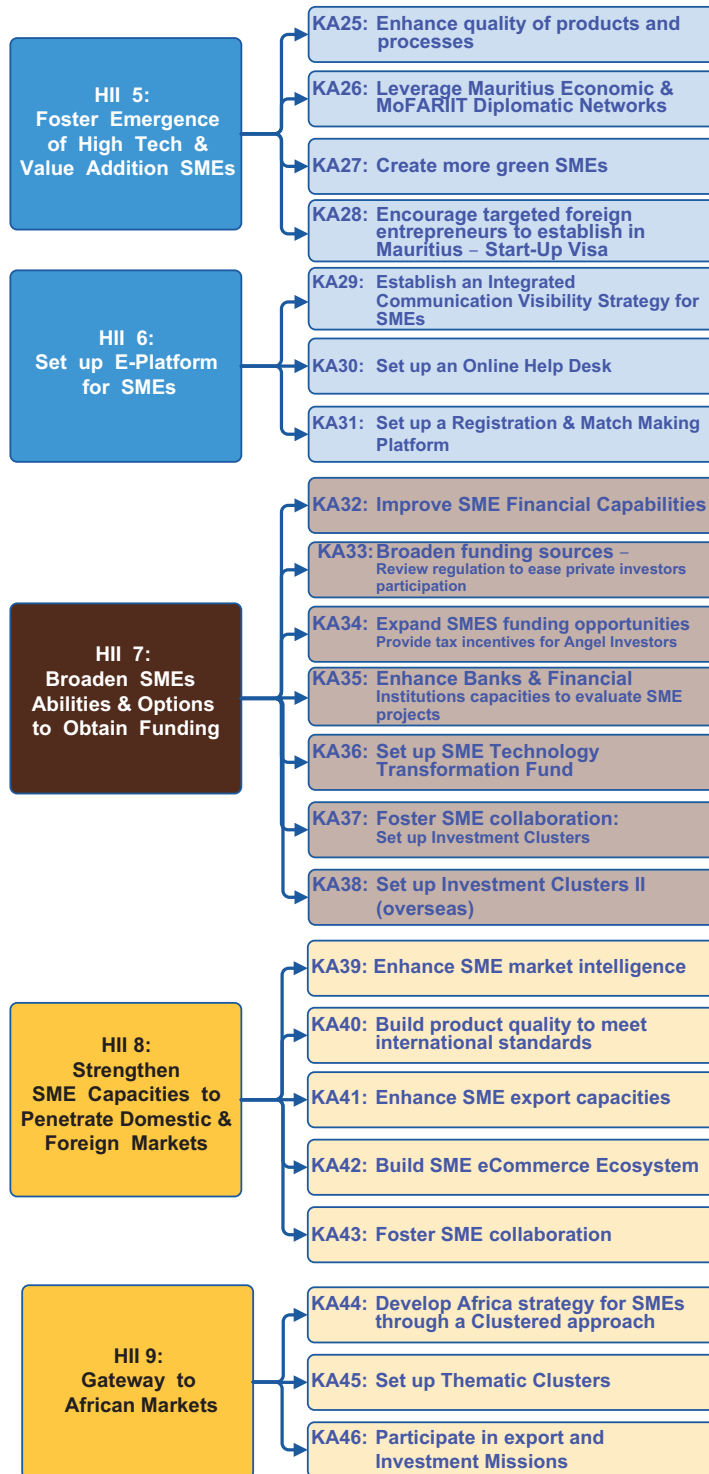 HII 5:
Foster Emergence
of High Tech &
Value Addition SMEs
KA25: Enhance quality of products and
processes
KA26: Leverage Mauritius Economic &
MoFARIIT Diplomatic Networks
KA27: Create more green SMEs
KA28: Encourage targeted foreign
entrepreneurs to establish in
Mauritius – Start-Up Visa
HII 6:
Set up E-Platform
for SMEs
KA29: Establish an Integrated
Communication Visibility Strategy for
SMEs
KA30: Set up an Online Help Desk
KA31: Set up a Registration & Match Making
Platform
HII 7:
Broaden SMEs
Abilities & Options
to Obtain Funding
KA32: Improve SME Financial Capabilities
KA33: Broaden funding sources –
Review regulation to ease private investors
participation
KA34: Expand SMES funding opportunities
Provide tax incentives for Angel Investors
KA35: Enhance Banks & Financial
Institutions capacities to evaluate SME
projects
KA36: Set up SME Technology
Transformation Fund
KA37: Foster SME collaboration:
Set up Investment Clusters
KA38: Set up Investment Clusters II
(overseas)
HII 8:
Strengthen
SME Capacities to
Penetrate Domestic &
Foreign Markets
KA39: Enhance SME market intelligence
KA40: Build product quality to meet
international standards
KA41: Enhance SME export capacities
KA42: Build SME eCommerce Ecosystem
KA43: Foster SME collaboration
HII 9:
Gateway to
African Markets
KA44: Develop Africa strategy for SMEs
through a Clustered approach
KA45: Set up Thematic Clusters
KA46: Participate in export and
Investment Missions